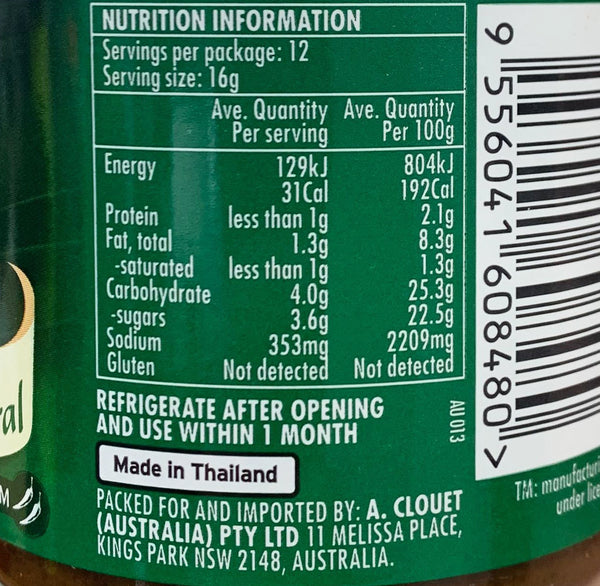 NUTRITION INFORMATION
Servings per package: 12
Serving size: 16g
Ave. Quantity Ave. Quantity
Per serving Per 100g
Energy 129kJ 804kJ
31Cal 192Cal
Protein less than 1g 2.1g
Fat, total 1.3g 8.3g
-saturated less than 1g 1.3g
Carbohydrate 4.0g 25.3g
-sugars 3.6g 22.5g
Sodium 353mg 2209mg
Gluten Not detected Not detected
REFRIGERATE AFTER OPENING
AND USE WITHIN 1 MONTH
AU 013
Made in Thailand
PACKED FOR AND IMPORTED BY: A. CLOUET
(AUSTRALIA) PTY LTD 11 MELISSA PLACE,
KINGS PARK NSW 2148, AUSTRALIA.
9 556041 608480 >
TM: manufacturi
under lice
al
M